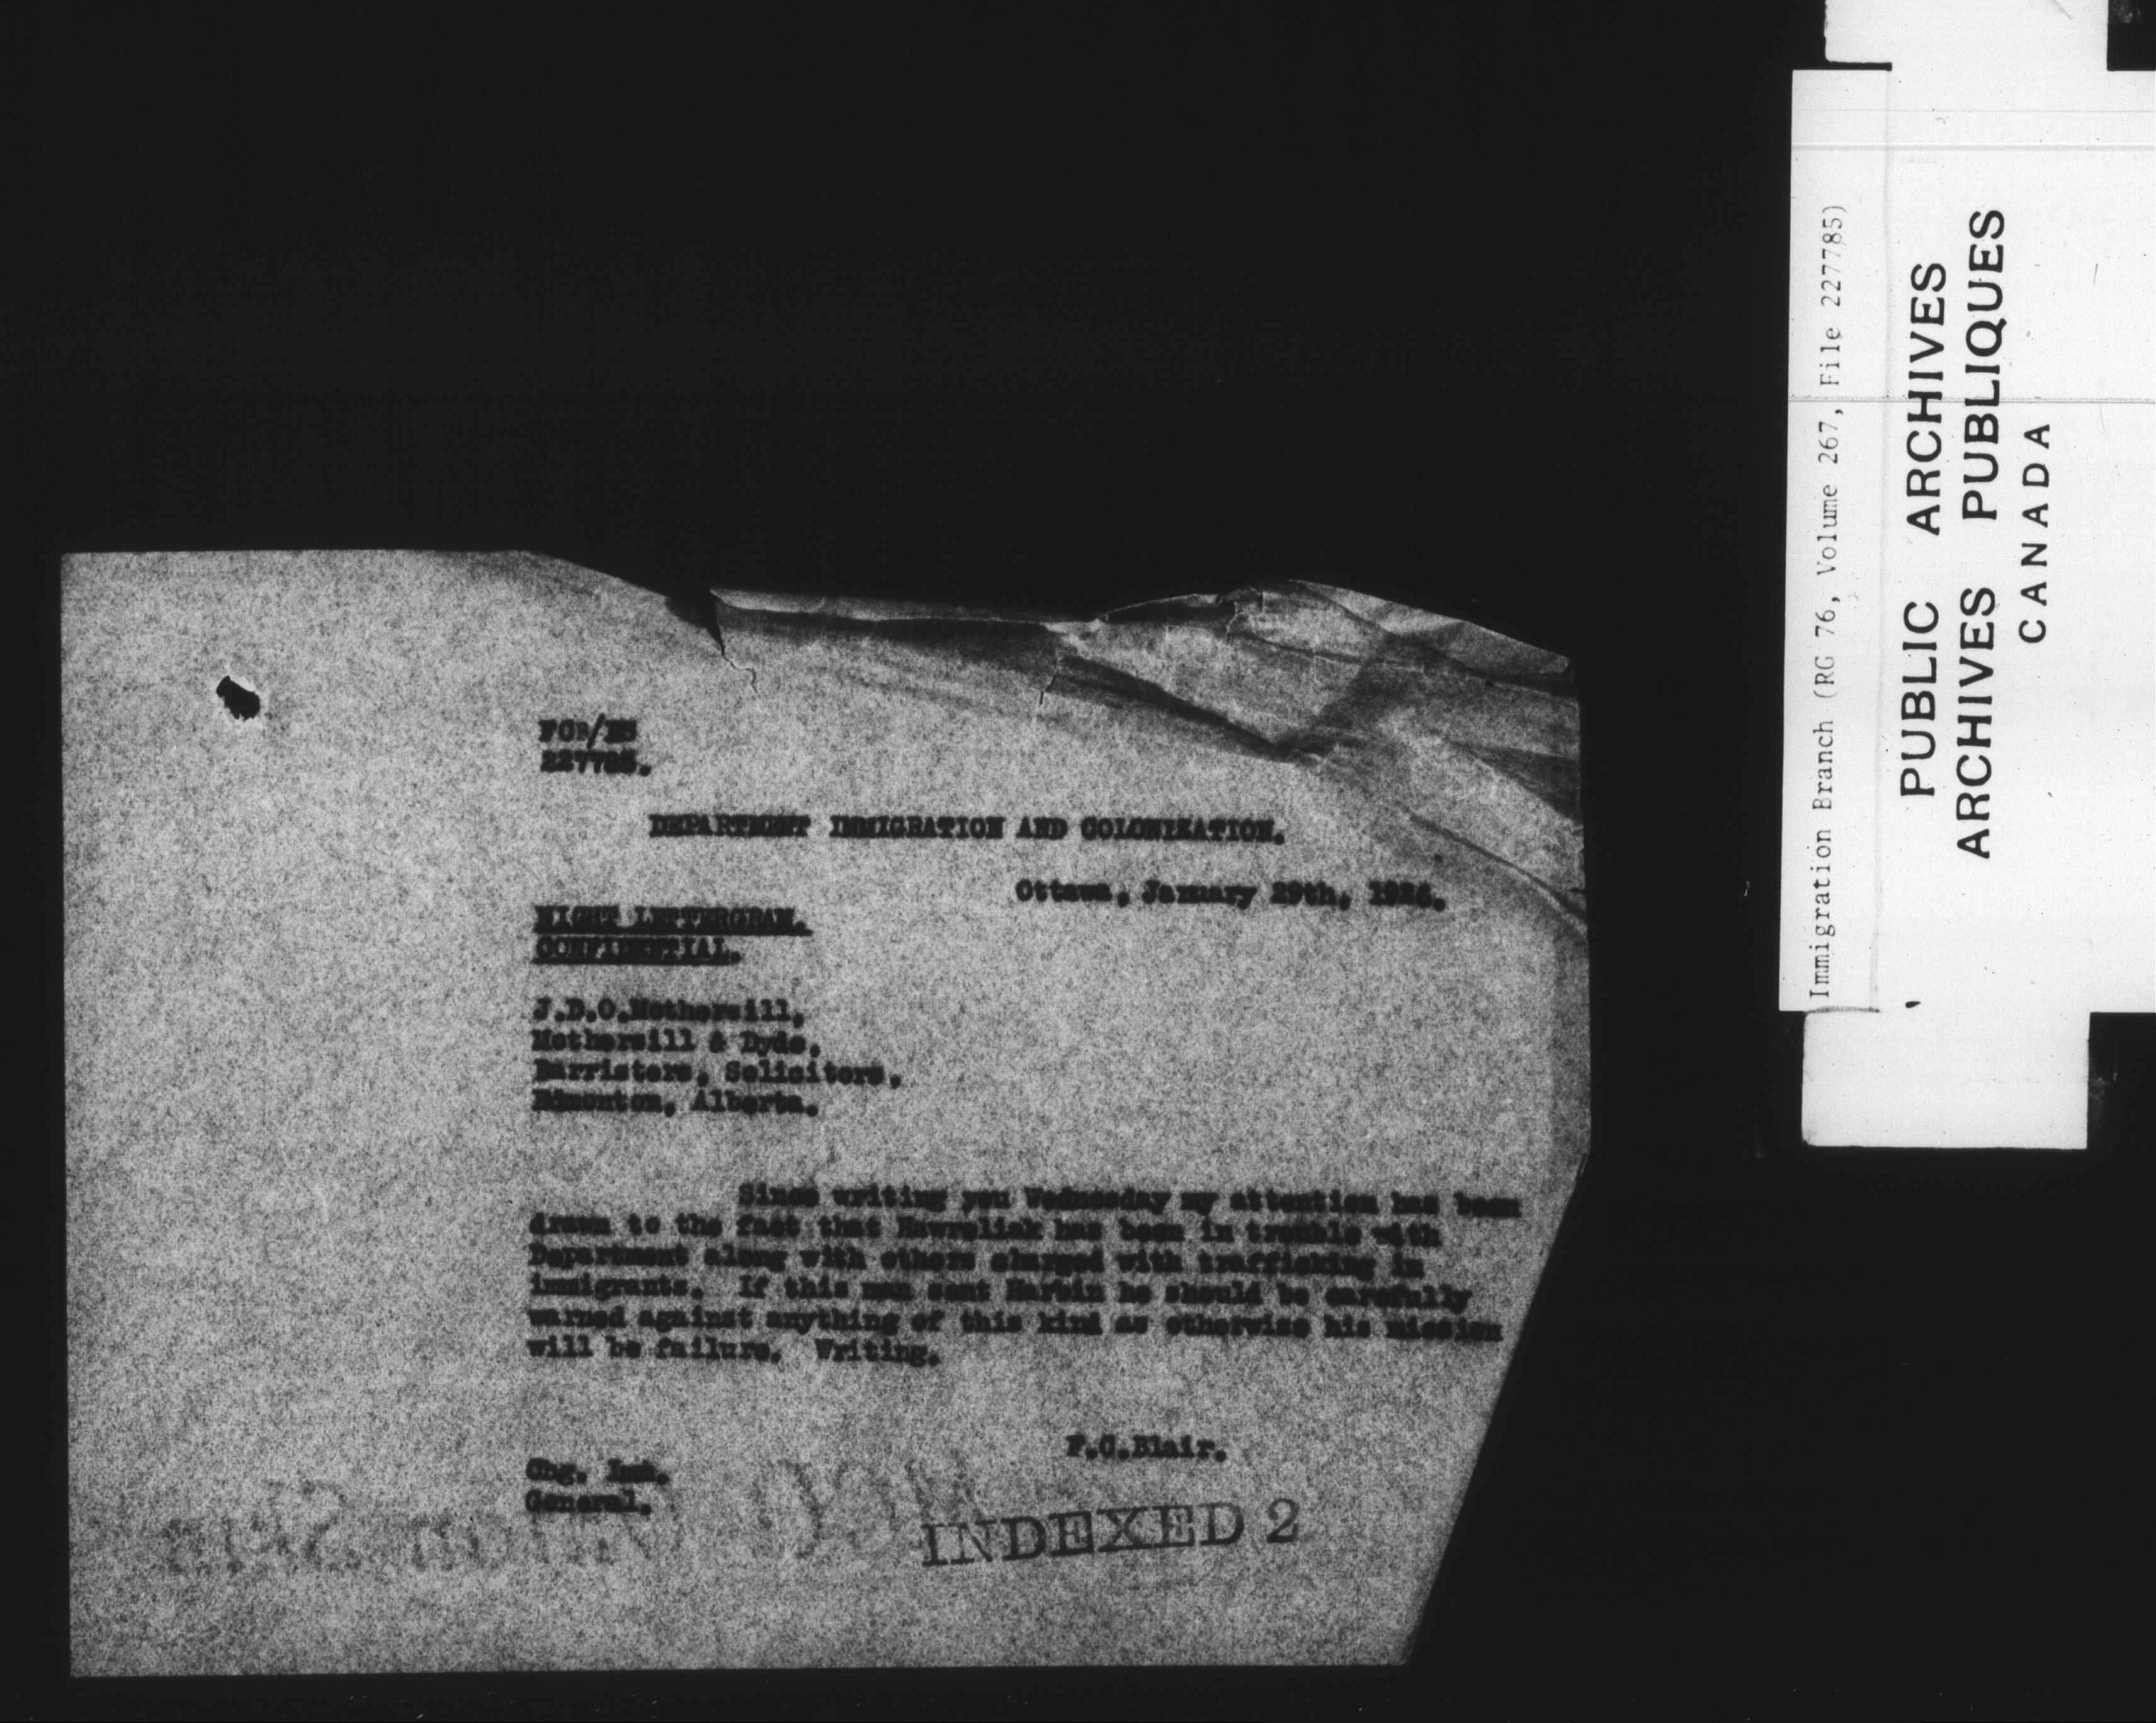 FCB/ES
227785.
DEPARTMENT IMMIGRATION AND COLONIZATION.
Ottawa, January 29th, 1926.
NIGHT LETTERGRAM.
CONFIDENTIAL.
J.D.O.Mothersill,
Mothersill & Dyde,
Barristers, Solicitors,
Edmonton, Alberta.
Since writing you Wednesday my attention has been
drawn to the fact that Hawreliak has been in trouble with
Department along with others charged with trafficking in
immigrants. If this man sent Harbin he should be carefully
warned against anything of this kind as otherwise his mission
will be failure. Writing.
F.C.Blair.
Chg. Imm.
General.
INDEXED 2
Immigration Branch (RG 76, Volume 267, File 227785)
PUBLIC ARCHIVES
ARCHIVES PUBLIQUES
CANADA